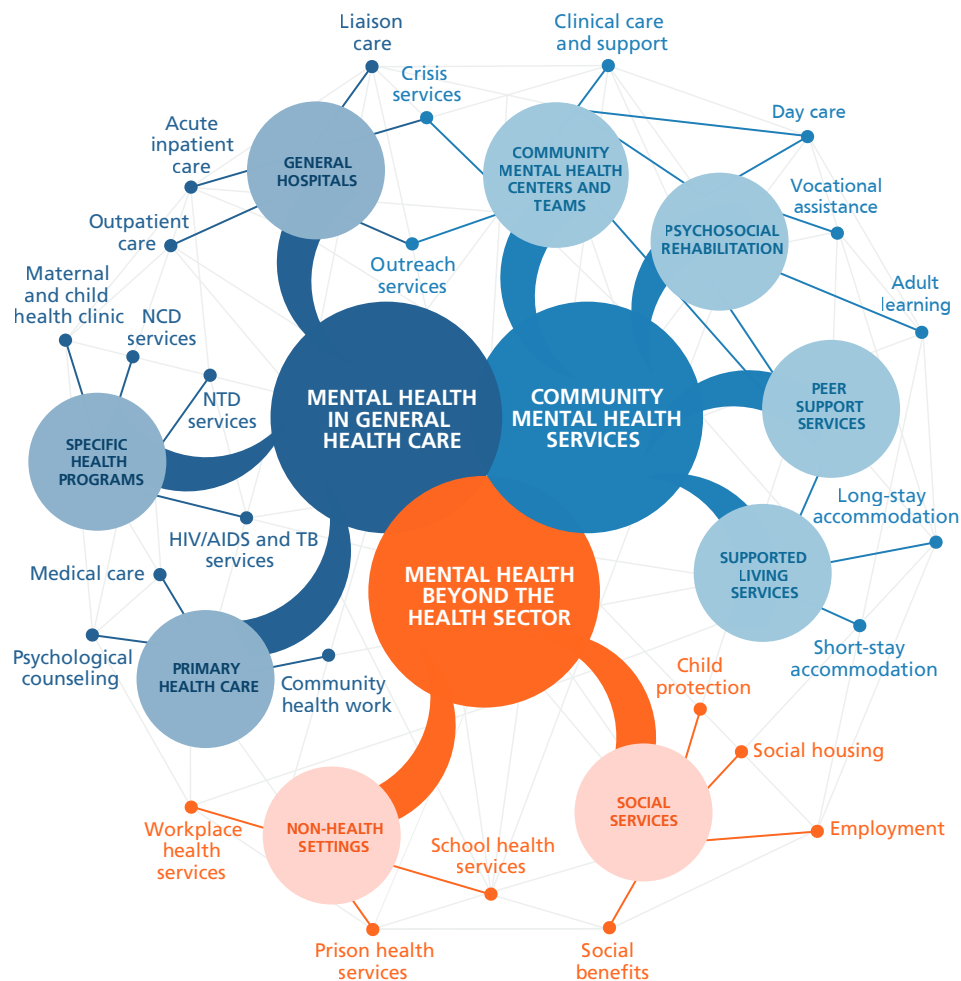 Liaison
care
Clinical care
and support
Crisis
services
Day care
Acute
inpatient
care
GENERAL
HOSPITALS
COMMUNITY
MENTAL HEALTH
CENTERS AND
TEAMS
Vocational
assistance
Outpatient
care
PSYCHOSOCIAL
REHABILITATION
Outreach
services
Maternal
and child
health clinic
NCD
services
Adult
learning
NTD
services
MENTAL HEALTH
IN GENERAL
HEALTH CARE
COMMUNITY
MENTAL HEALTH
SERVICES
PEER
SUPPORT
SERVICES
SPECIFIC
HEALTH
PROGRAMS
Long-stay
accommodation
HIV/AIDS and TB
services
Medical care
MENTAL HEALTH
BEYOND THE
HEALTH SECTOR
SUPPORTED
LIVING
SERVICES
Psychological
counseling
PRIMARY
HEALTH CARE
Community
health work
Short-stay
accommodation
Child
protection
Social housing
SOCIAL
SERVICES
Employment
Workplace
health
services
NON-HEALTH
SETTINGS
School health
services
Prison health
services
Social
benefits